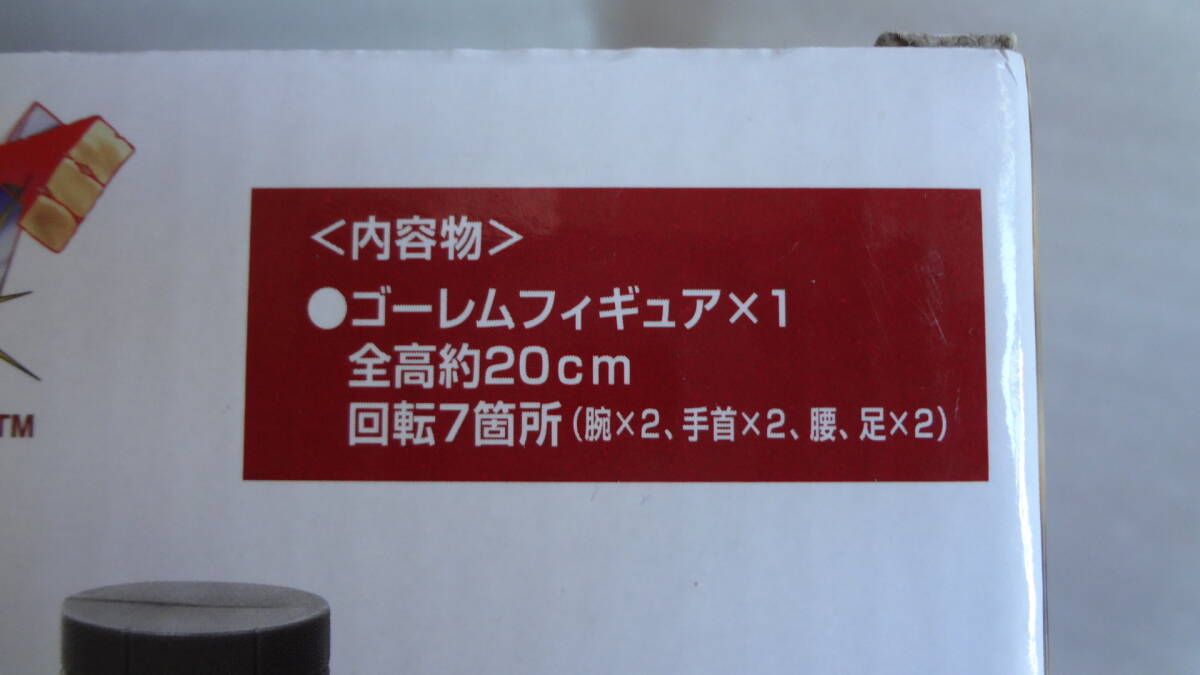 <内容物>
●ゴーレムフィギュア×1
全高約20cm
回転7箇所(腕×2、手首×2、腰、足×2)
TM